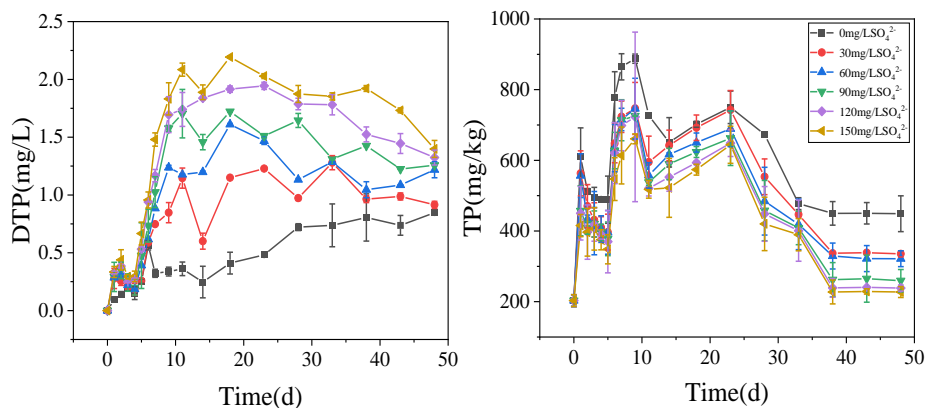 DTP(mg/L)
2.5
2.0
1.5
1.0
0.5
0.0
0 10 20 30 40 50
Time(d)
TP(mg/kg)
1000
800
600
400
200
0 10 20 30 40 50
Time(d)
0mg/LSO₄²⁻
30mg/LSO₄²⁻
60mg/LSO₄²⁻
90mg/LSO₄²⁻
120mg/LSO₄²⁻
150mg/LSO₄²⁻